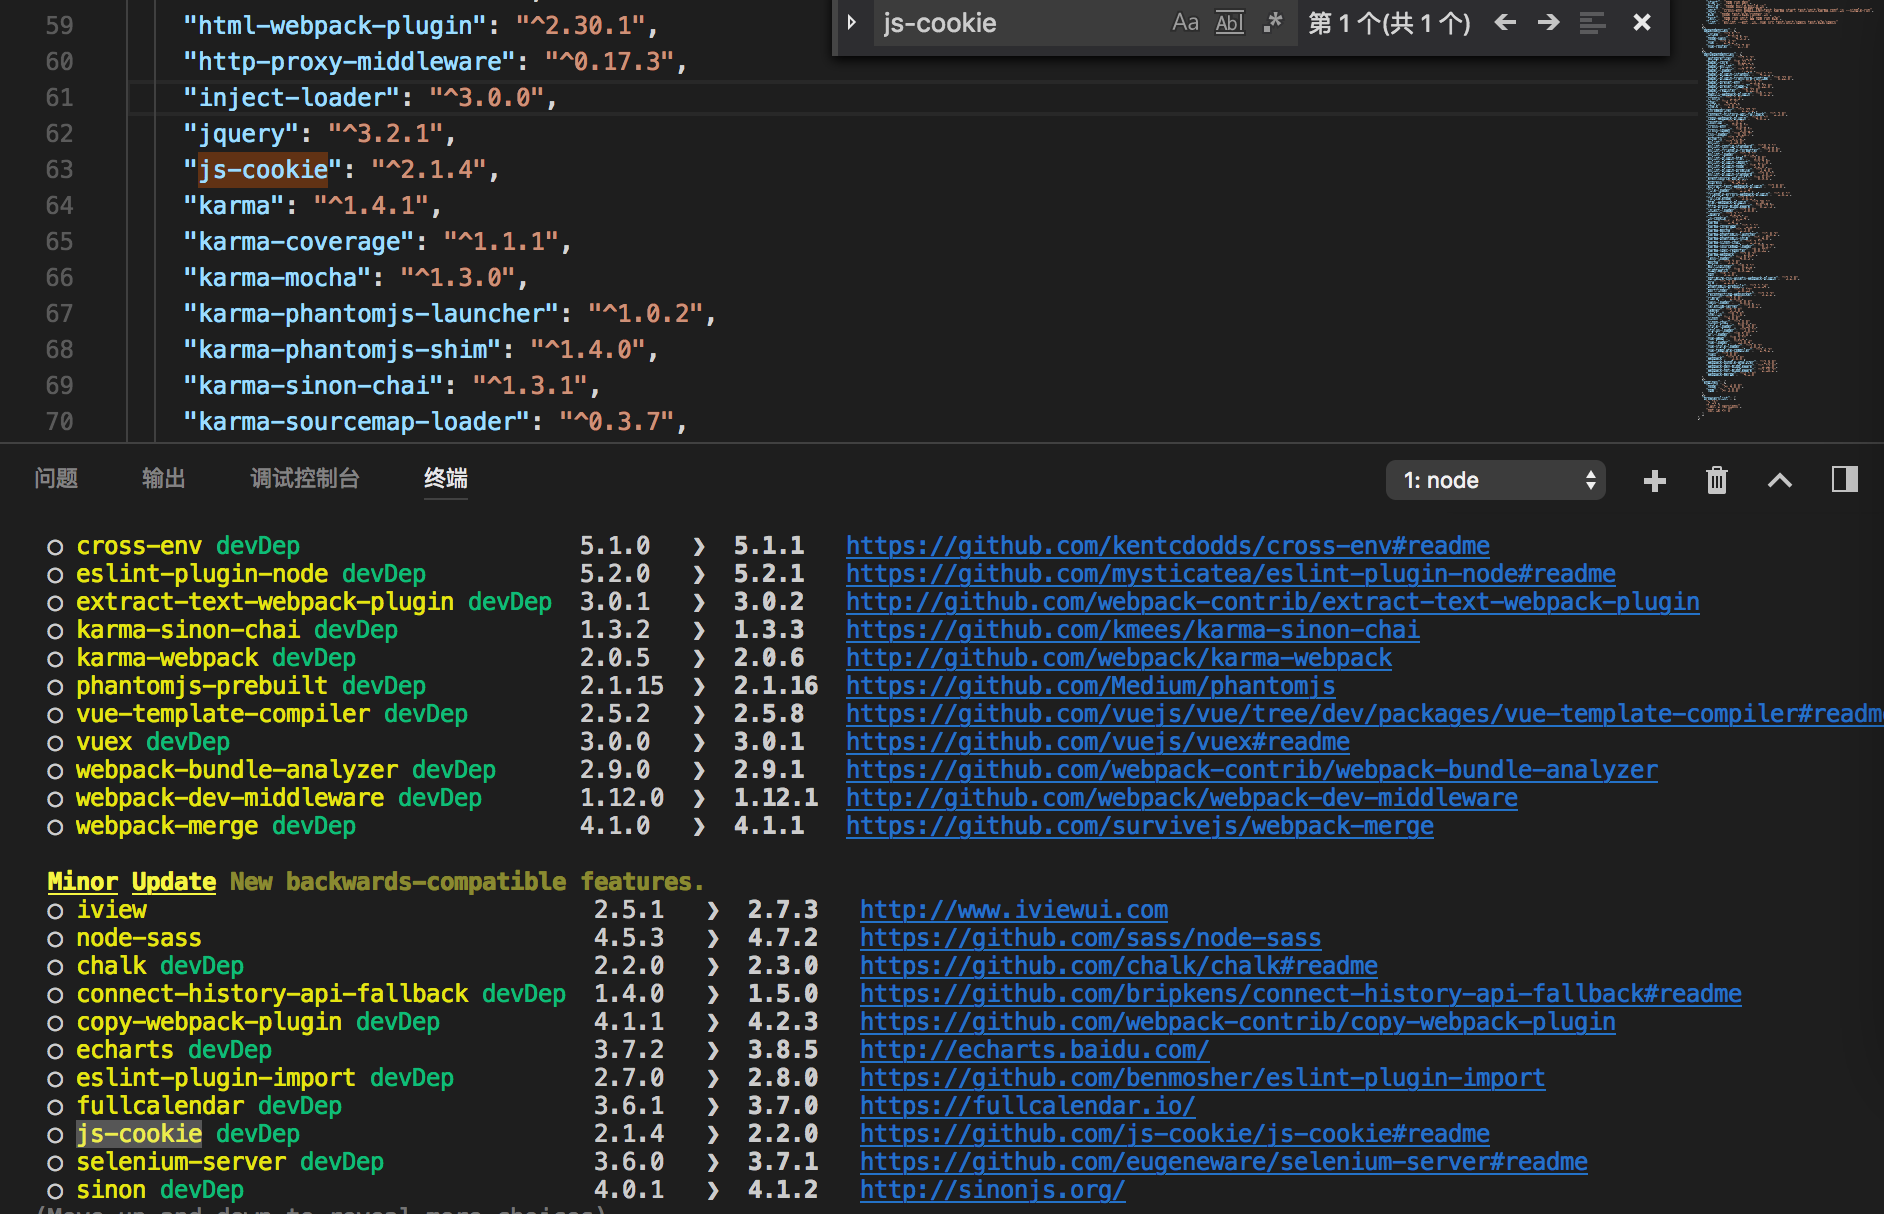 59 "html-webpack-plugin": "^2.30.1",
60 "http-proxy-middleware": "^0.17.3",
61 "inject-loader": "^3.0.0",
62 "jquery": "^3.2.1",
63 "js-cookie": "^2.1.4",
64 "karma": "^1.4.1",
65 "karma-coverage": "^1.1.1",
66 "karma-mocha": "^1.3.0",
67 "karma-phantomjs-launcher": "^1.0.2",
68 "karma-phantomjs-shim": "^1.4.0",
69 "karma-sinon-chai": "^1.3.1",
70 "karma-sourcemap-loader": "^0.3.7",
js-cookie Aa Abl .* 第 1 个(共 1 个)
问题 输出 调试控制台 终端 1: node
cross-env devDep 5.1.0 ❯ 5.1.1 https://github.com/kentcdodds/cross-env#readme
eslint-plugin-node devDep 5.2.0 ❯ 5.2.1 https://github.com/mysticatea/eslint-plugin-node#readme
extract-text-webpack-plugin devDep 3.0.1 ❯ 3.0.2 http://github.com/webpack-contrib/extract-text-webpack-plugin
karma-sinon-chai devDep 1.3.2 ❯ 1.3.3 https://github.com/kmees/karma-sinon-chai
karma-webpack devDep 2.0.5 ❯ 2.0.6 http://github.com/webpack/karma-webpack
phantomjs-prebuilt devDep 2.1.15 ❯ 2.1.16 https://github.com/Medium/phantomjs
vue-template-compiler devDep 2.5.2 ❯ 2.5.8 https://github.com/vuejs/vue/tree/dev/packages/vue-template-compiler#readm
vuex devDep 3.0.0 ❯ 3.0.1 https://github.com/vuejs/vuex#readme
webpack-bundle-analyzer devDep 2.9.0 ❯ 2.9.1 https://github.com/webpack-contrib/webpack-bundle-analyzer
webpack-dev-middleware devDep 1.12.0 ❯ 1.12.1 http://github.com/webpack/webpack-dev-middleware
webpack-merge devDep 4.1.0 ❯ 4.1.1 https://github.com/survivejs/webpack-merge
Minor Update New backwards-compatible features.
iview 2.5.1 ❯ 2.7.3 http://www.iviewui.com
node-sass 4.5.3 ❯ 4.7.2 https://github.com/sass/node-sass
chalk devDep 2.2.0 ❯ 2.3.0 https://github.com/chalk/chalk#readme
connect-history-api-fallback devDep 1.4.0 ❯ 1.5.0 https://github.com/bripkens/connect-history-api-fallback#readme
copy-webpack-plugin devDep 4.1.1 ❯ 4.2.3 https://github.com/webpack-contrib/copy-webpack-plugin
echarts devDep 3.7.2 ❯ 3.8.5 http://echarts.baidu.com/
eslint-plugin-import devDep 2.7.0 ❯ 2.8.0 https://github.com/benmosher/eslint-plugin-import
fullcalendar devDep 3.6.1 ❯ 3.7.0 https://fullcalendar.io/
js-cookie devDep 2.1.4 ❯ 2.2.0 https://github.com/js-cookie/js-cookie#readme
selenium-server devDep 3.6.0 ❯ 3.7.1 https://github.com/eugeneware/selenium-server#readme
sinon devDep 4.0.1 ❯ 4.1.2 http://sinonjs.org/
(Move up and down to reveal more choices)